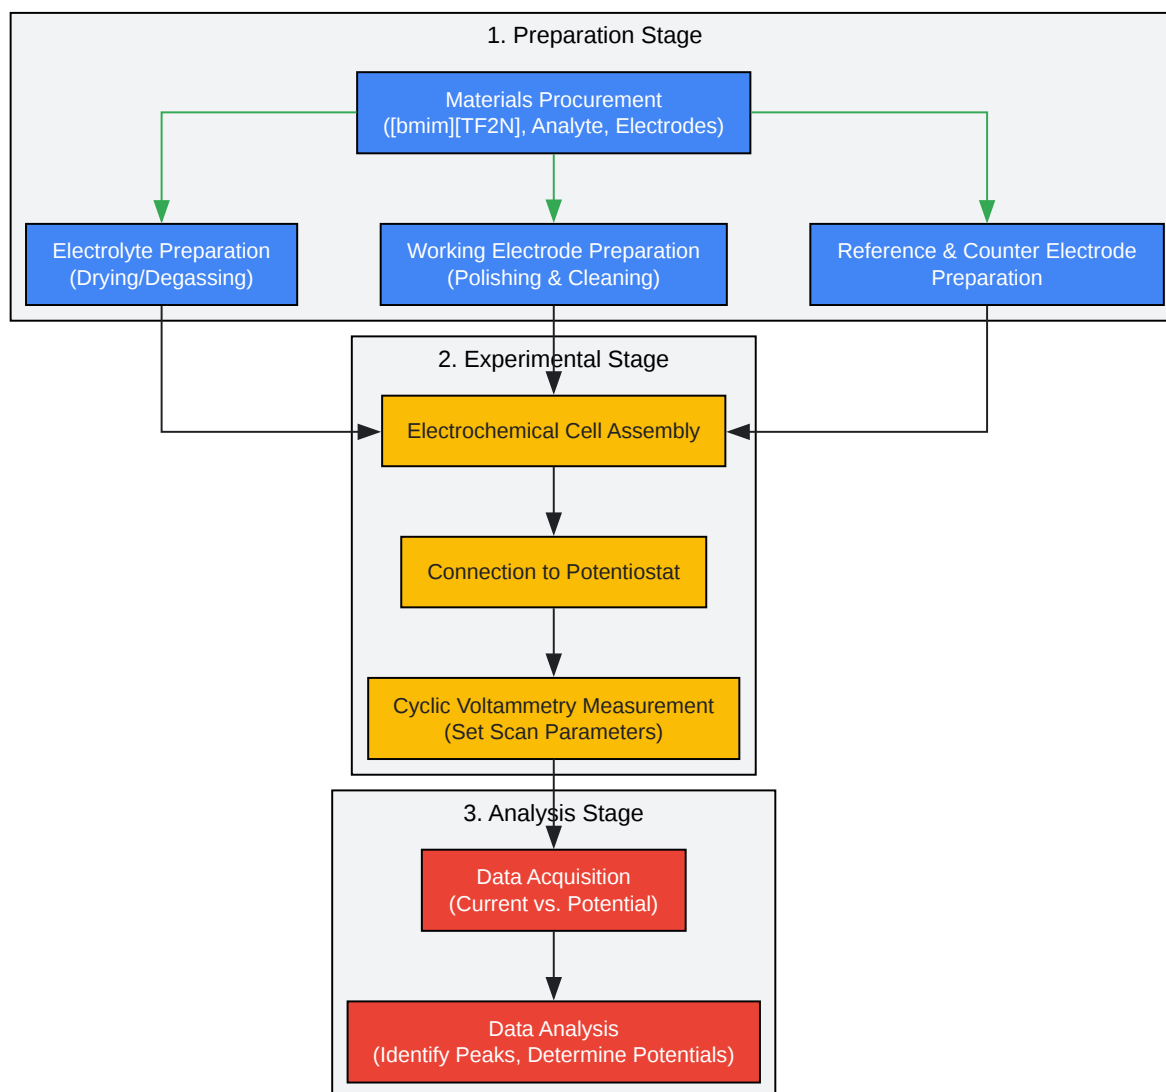 1. Preparation Stage
Materials Procurement
([bmim][TF2N], Analyte, Electrodes)
Electrolyte Preparation
(Drying/Degassing)
Working Electrode Preparation
(Polishing & Cleaning)
Reference & Counter Electrode
Preparation
2. Experimental Stage
Electrochemical Cell Assembly
Connection to Potentiostat
Cyclic Voltammetry Measurement
(Set Scan Parameters)
3. Analysis Stage
Data Acquisition
(Current vs. Potential)
Data Analysis
(Identify Peaks, Determine Potentials)